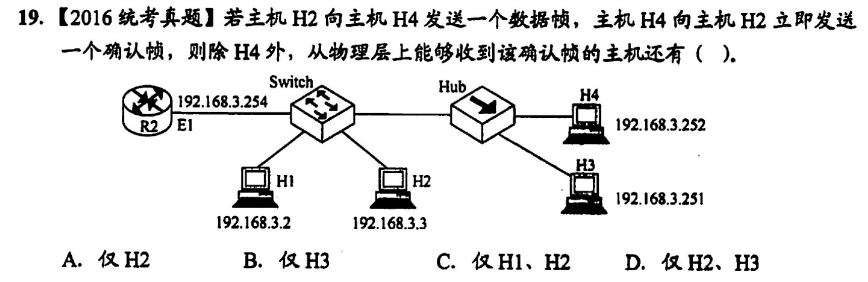 19.【2016 统考真题】若主机 H2 向主机 H4 发送一个数据帧，主机 H4 向主机 H2 立即发送
一个确认帧，则除 H4 外，从物理层上能够收到该确认帧的主机还有（ ）。
Switch
Hub
H4
192.168.3.254
R2
E1
192.168.3.252
H3
H1
H2
192.168.3.251
192.168.3.2
192.168.3.3
A. 仅 H2 B. 仅 H3 C. 仅 H1、H2 D. 仅 H2、H3